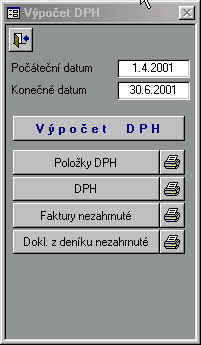 Výpočet DPH
Počáteční datum 1.4.2001
Konečné datum 30.6.2001
Výpočet DPH
Položky DPH
DPH
Faktury nezahrnuté
Dokl. z deníku nezahrnuté